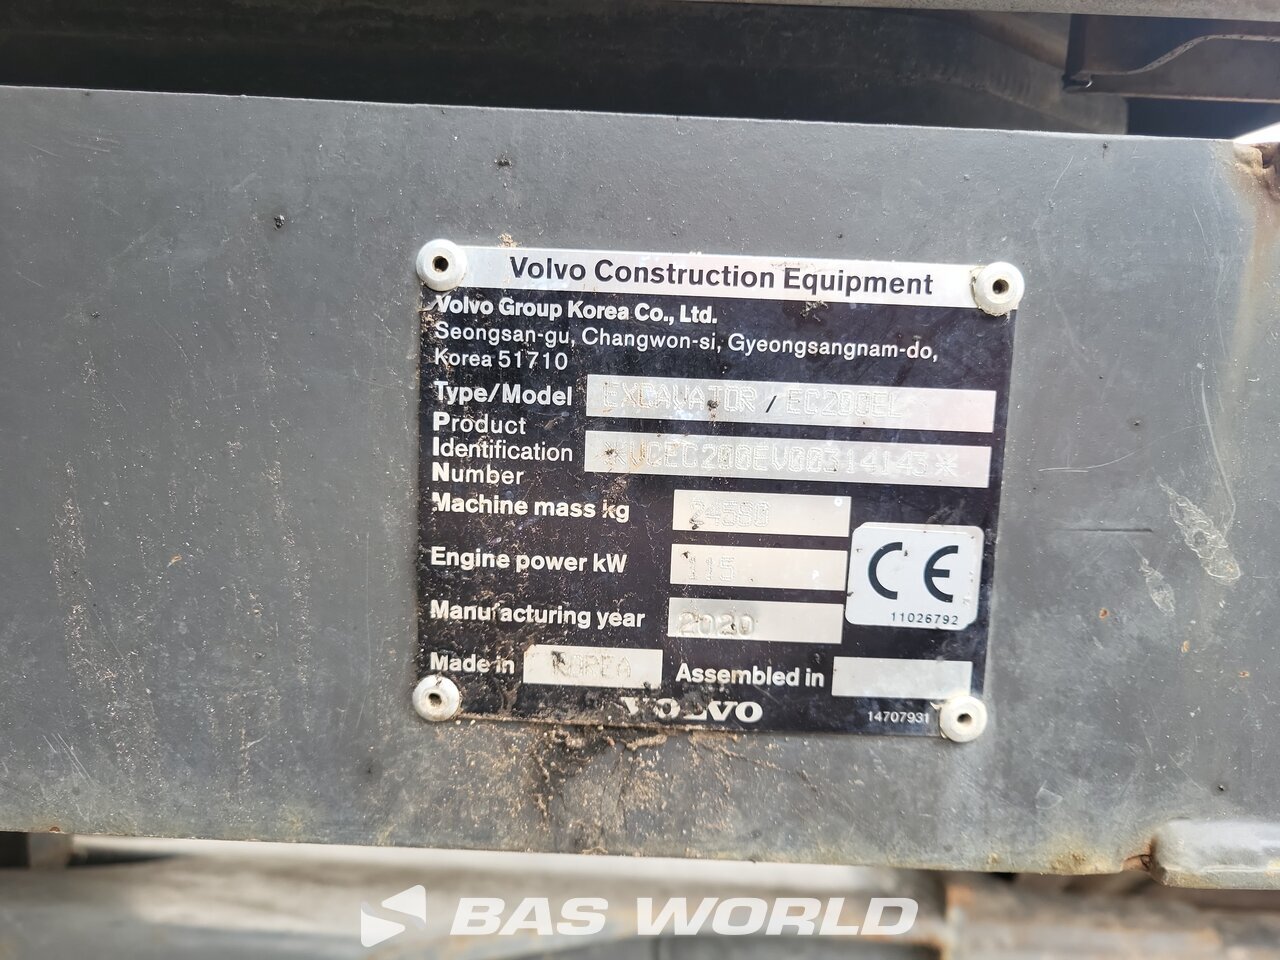 Volvo Construction Equipment
Volvo Group Korea Co., Ltd.
Seongsan-gu, Changwon-si, Gyeongsangnam-do,
Korea 51710
Type/Model EXCAVATOR / EC200EL
Product
Identification *VCEC200EV00314143*
Number
Machine mass kg
Engine power kW
Manufacturing year 2020
Made in KOREA Assembled in
CE
11026792
VOLVO
14707931
BAS WORLD